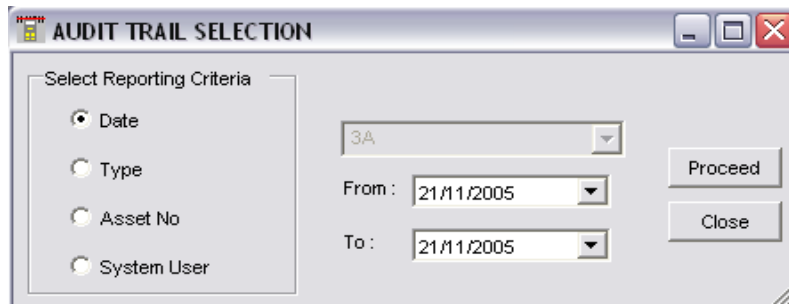 AUDIT TRAIL SELECTION
Select Reporting Criteria
Date
Type
Asset No
System User
3A
From : 21/11/2005
To : 21/11/2005
Proceed
Close